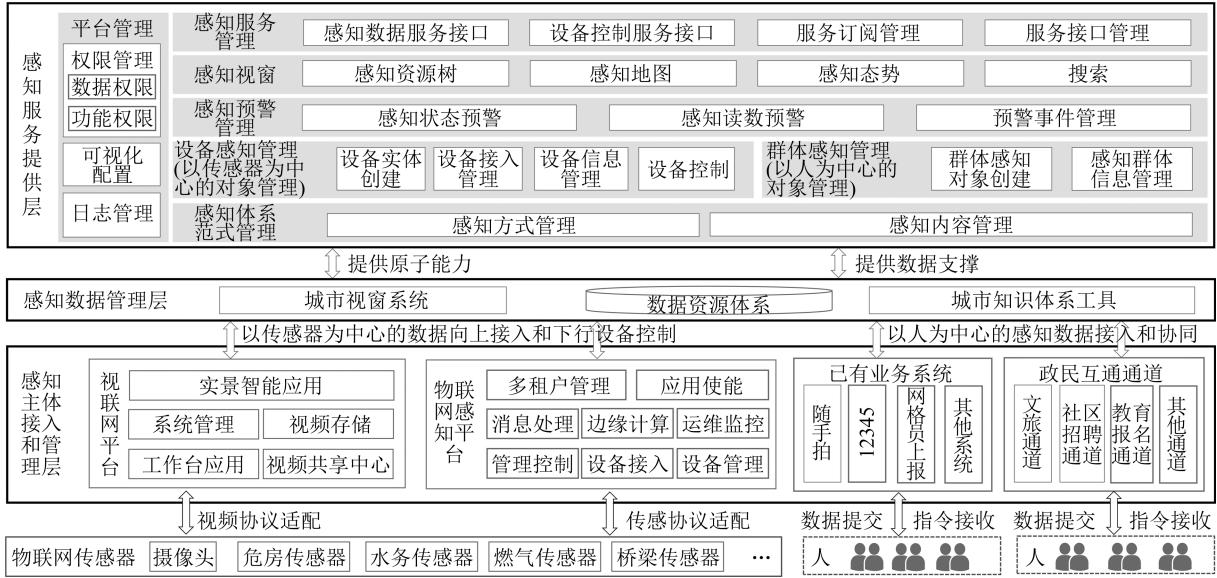 感知服务提供层
平台管理
权限管理
数据权限
功能权限
可视化
配置
日志管理
感知服务
管理
感知数据服务接口
设备控制服务接口
服务订阅管理
服务接口管理
感知视窗
感知资源树
感知地图
感知态势
搜索
感知预警
管理
感知状态预警
感知读数预警
预警事件管理
设备感知管理
(以传感器为中
心的对象管理)
设备实体
创建
设备接入
管理
设备信息
管理
设备控制
群体感知管理
(以人为中心的
对象管理)
群体感知
对象创建
感知群体
信息管理
感知体系
范式管理
感知方式管理
感知内容管理
提供原子能力
提供数据支撑
感知数据管理层
城市视窗系统
数据资源体系
城市知识体系工具
以传感器为中心的数据向上接入和下行设备控制
以人为中心的感知数据接入和协同
感知
主体
接入
和管
理层
视联网平台
实景智能应用
系统管理
视频存储
工作台应用
视频共享中心
物联
网感
知平
台
多租户管理
应用使能
消息处理
边缘计算
运维监控
管理控制
设备接入
设备管理
已有业务系统
随手拍
12345
网格员上报
其他系统
政民互通通道
文旅通道
社区
招聘
通道
教育
报名
通道
其他通道
视频协议适配
传感协议适配
数据提交
指令接收
数据提交
指令接收
物联网传感器
摄像头
危房传感器
水务传感器
燃气传感器
桥梁传感器
…
人
人